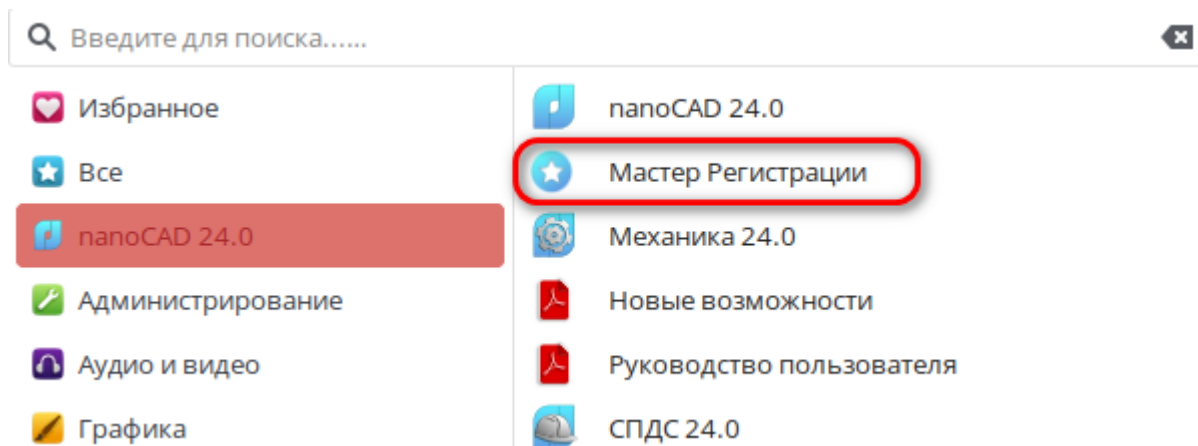 Введите для поиска......
Избранное
Все
nanoCAD 24.0
Администрирование
Аудио и видео
Графика
nanoCAD 24.0
Мастер Регистрации
Механика 24.0
Новые возможности
Руководство пользователя
СПДС 24.0